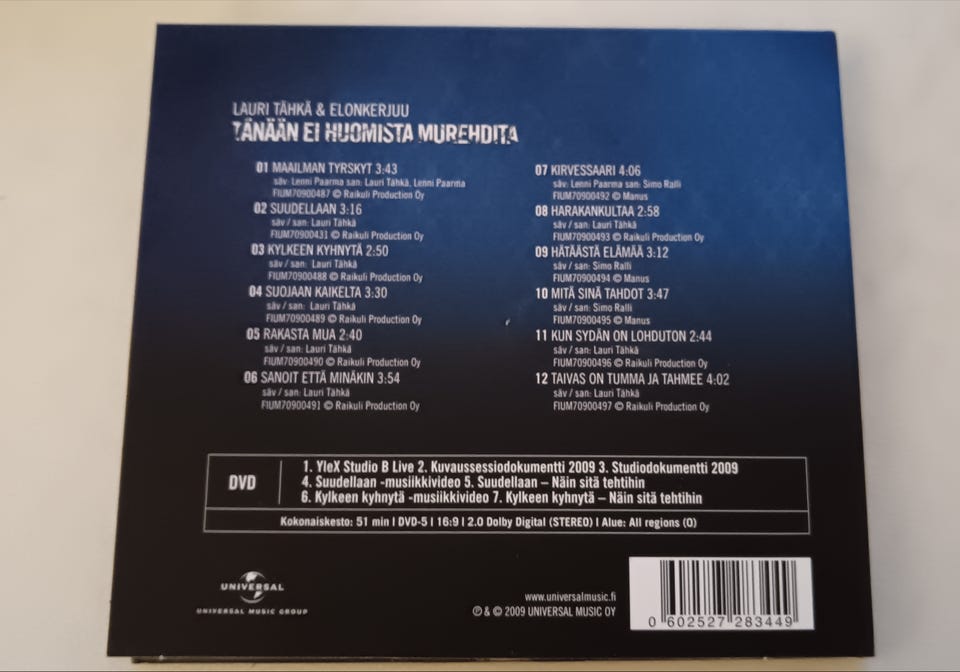 LAURI TÄHKÄ & ELONKERJUU
TÄNÄÄN EI HUOMISTA MUREHDITA
01 MAAILMAN TYRSKYT 3:43
säv: Lenni Paarma san: Lauri Tähkä, Lenni Paarma
FIUM70900487 © Raikuli Production Oy
02 SUUDELLAAN 3:16
säv / san: Lauri Tähkä
FIUM70900431 © Raikuli Production Oy
03 KYLKEEN KYHNYTÄ 2:50
säv / san: Lauri Tähkä
FIUM70900488 © Raikuli Production Oy
04 SUOJAAN KAIKELTA 3:30
säv / san: Lauri Tähkä
FIUM70900489 © Raikuli Production Oy
05 RAKASTA MUA 2:40
säv / san: Lauri Tähkä
FIUM70900490 © Raikuli Production Oy
06 SANOIT ETTÄ MINÄKIN 3:54
säv / san: Lauri Tähkä
FIUM70900491 © Raikuli Production Oy
07 KIRVESSAARI 4:06
säv: Lenni Paarma san: Simo Ralli
FIUM70900492 © Manus
08 HARAKANKULTAA 2:58
säv / san: Lauri Tähkä
FIUM70900493 © Raikuli Production Oy
09 HÄTÄÄSTÄ ELÄMÄÄ 3:12
säv / san: Simo Ralli
FIUM70900494 © Manus
10 MITÄ SINÄ TAHDOT 3:47
säv / san: Simo Ralli
FIUM70900495 © Manus
11 KUN SYDÄN ON LOHDUTON 2:44
säv / san: Lauri Tähkä
FIUM70900496 © Raikuli Production Oy
12 TAIVAS ON TUMMA JA TAHMEE 4:02
säv / san: Lauri Tähkä
FIUM70900497 © Raikuli Production Oy
DVD
1. YleX Studio B Live 2. Kuvaussessiodokumentti 2009 3. Studiodokumentti 2009
4. Suudellaan -musiikkivideo 5. Suudellaan – Näin sitä tehtihin
6. Kylkeen kyhnytä -musiikkivideo 7. Kylkeen kyhnytä – Näin sitä tehtihin
Kokonaiskesto: 51 min I DVD-5 I 16:9 I 2.0 Dolby Digital (STEREO) I Alue: All regions (0)
UNIVERSAL
UNIVERSAL MUSIC GROUP
www.universalmusic.fi
℗ & © 2009 UNIVERSAL MUSIC OY
0 602527 283449